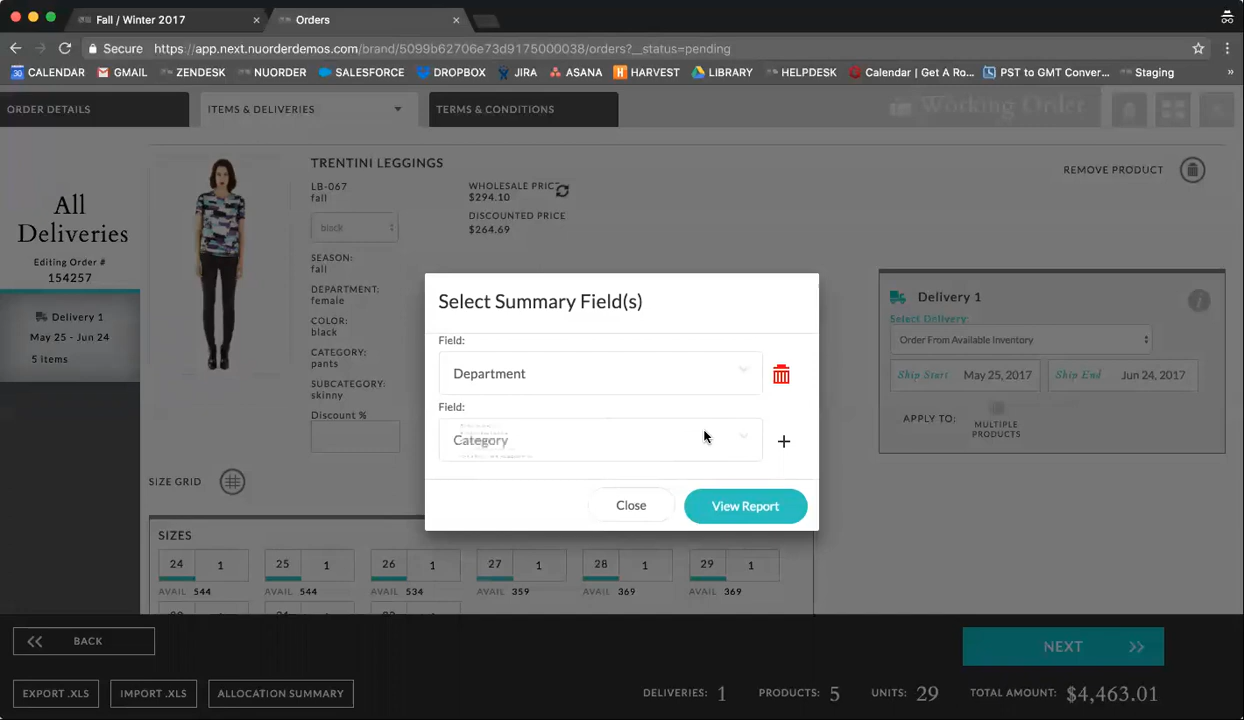 Fall / Winter 2017
Orders
Secure
https://app.next.nuorderdemos.com/brand/5099b62706e73d9175000038/orders?__status=pending
CALENDAR GMAIL ZENDESK NUORDER SALESFORCE DROPBOX JIRA ASANA HARVEST LIBRARY HELPDESK Calendar | Get A Ro... PST to GMT Conver... Staging »
ORDER DETAILS
ITEMS & DELIVERIES
TERMS & CONDITIONS
Working Order
All
Deliveries
Editing Order #
154257
Delivery 1
May 25 - Jun 24
5 items
TRENTINI LEGGINGS
LB-067
fall
black
SEASON:
fall
DEPARTMENT:
female
COLOR:
black
CATEGORY:
pants
SUBCATEGORY:
skinny
Discount %
WHOLESALE PRIC
$294.10
DISCOUNTED PRICE
$264.69
REMOVE PRODUCT
Delivery 1
Select Delivery:
Order From Available Inventory
Ship Start May 25, 2017 Ship End Jun 24, 2017
APPLY TO:
MULTIPLE
PRODUCTS
Select Summary Field(s)
Field:
Department
Field:
Category
Close
View Report
SIZE GRID
SIZES
24 1 25 1 26 1 27 1 28 1 29 1
AVAIL 544 AVAIL 544 AVAIL 534 AVAIL 359 AVAIL 369 AVAIL 369
BACK
NEXT
EXPORT .XLS
IMPORT .XLS
ALLOCATION SUMMARY
DELIVERIES: 1 PRODUCTS: 5 UNITS: 29 TOTAL AMOUNT: $4,463.01